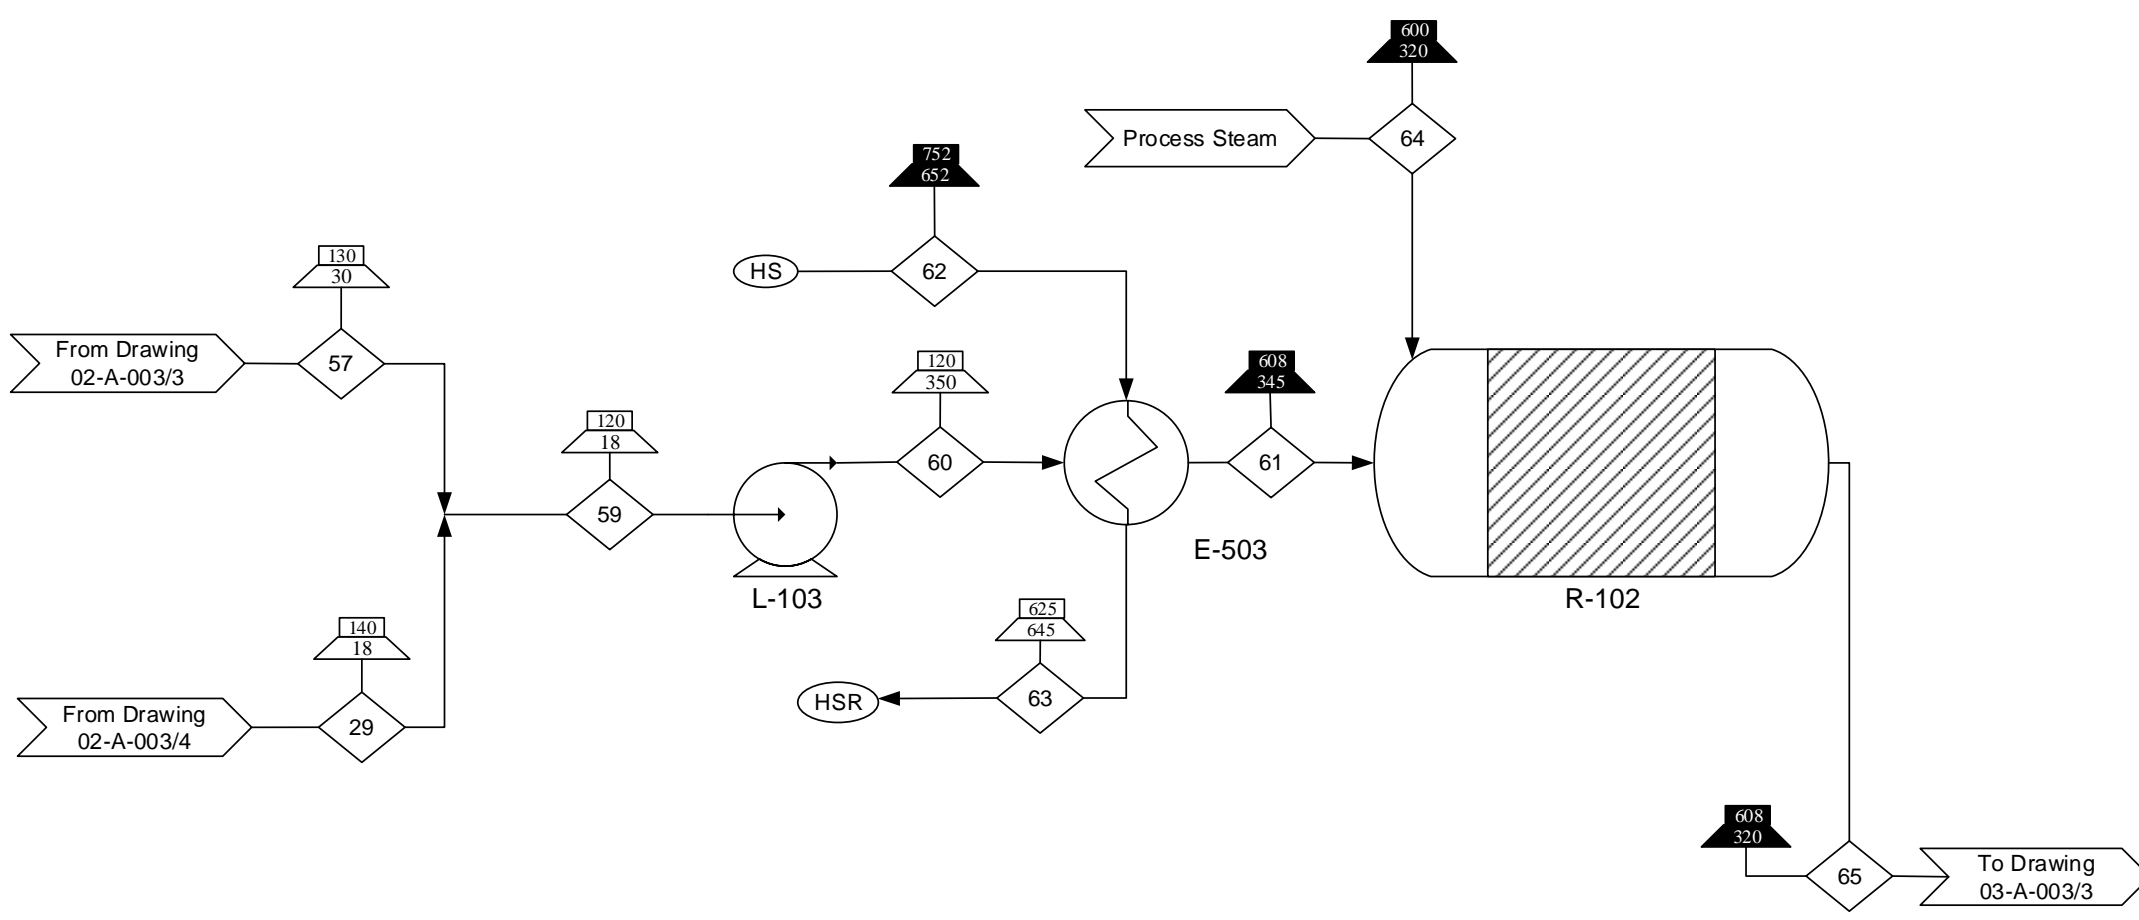 600
320
Process Steam
64
752
652
HS
62
130
30
From Drawing
02-A-003/3
57
120
350
60
608
345
61
120
18
59
L-103
E-503
R-102
625
645
HSR
63
140
18
From Drawing
02-A-003/4
29
608
320
65
To Drawing
03-A-003/3